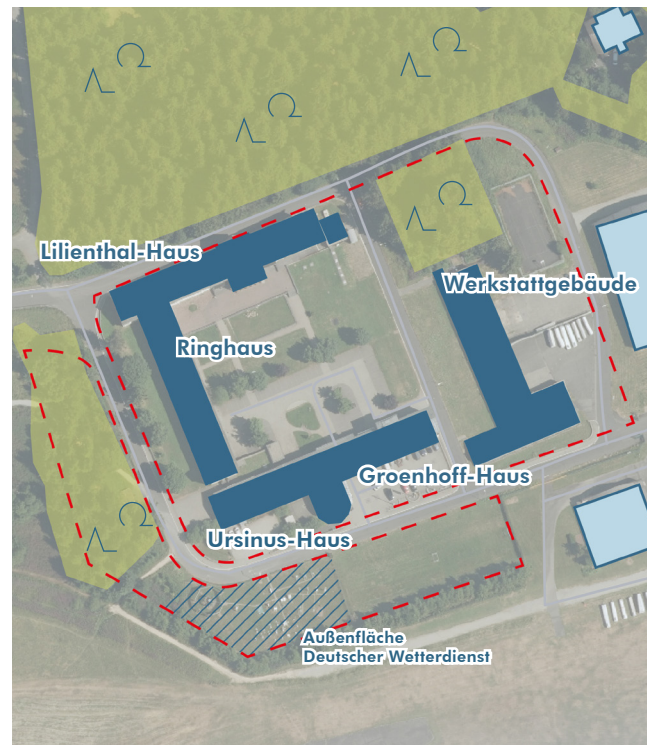 Lilienthal-Haus
Werkstattgebäude
Ringhaus
Groenhoff-Haus
Ursinus-Haus
Außenfläche
Deutscher Wetterdienst